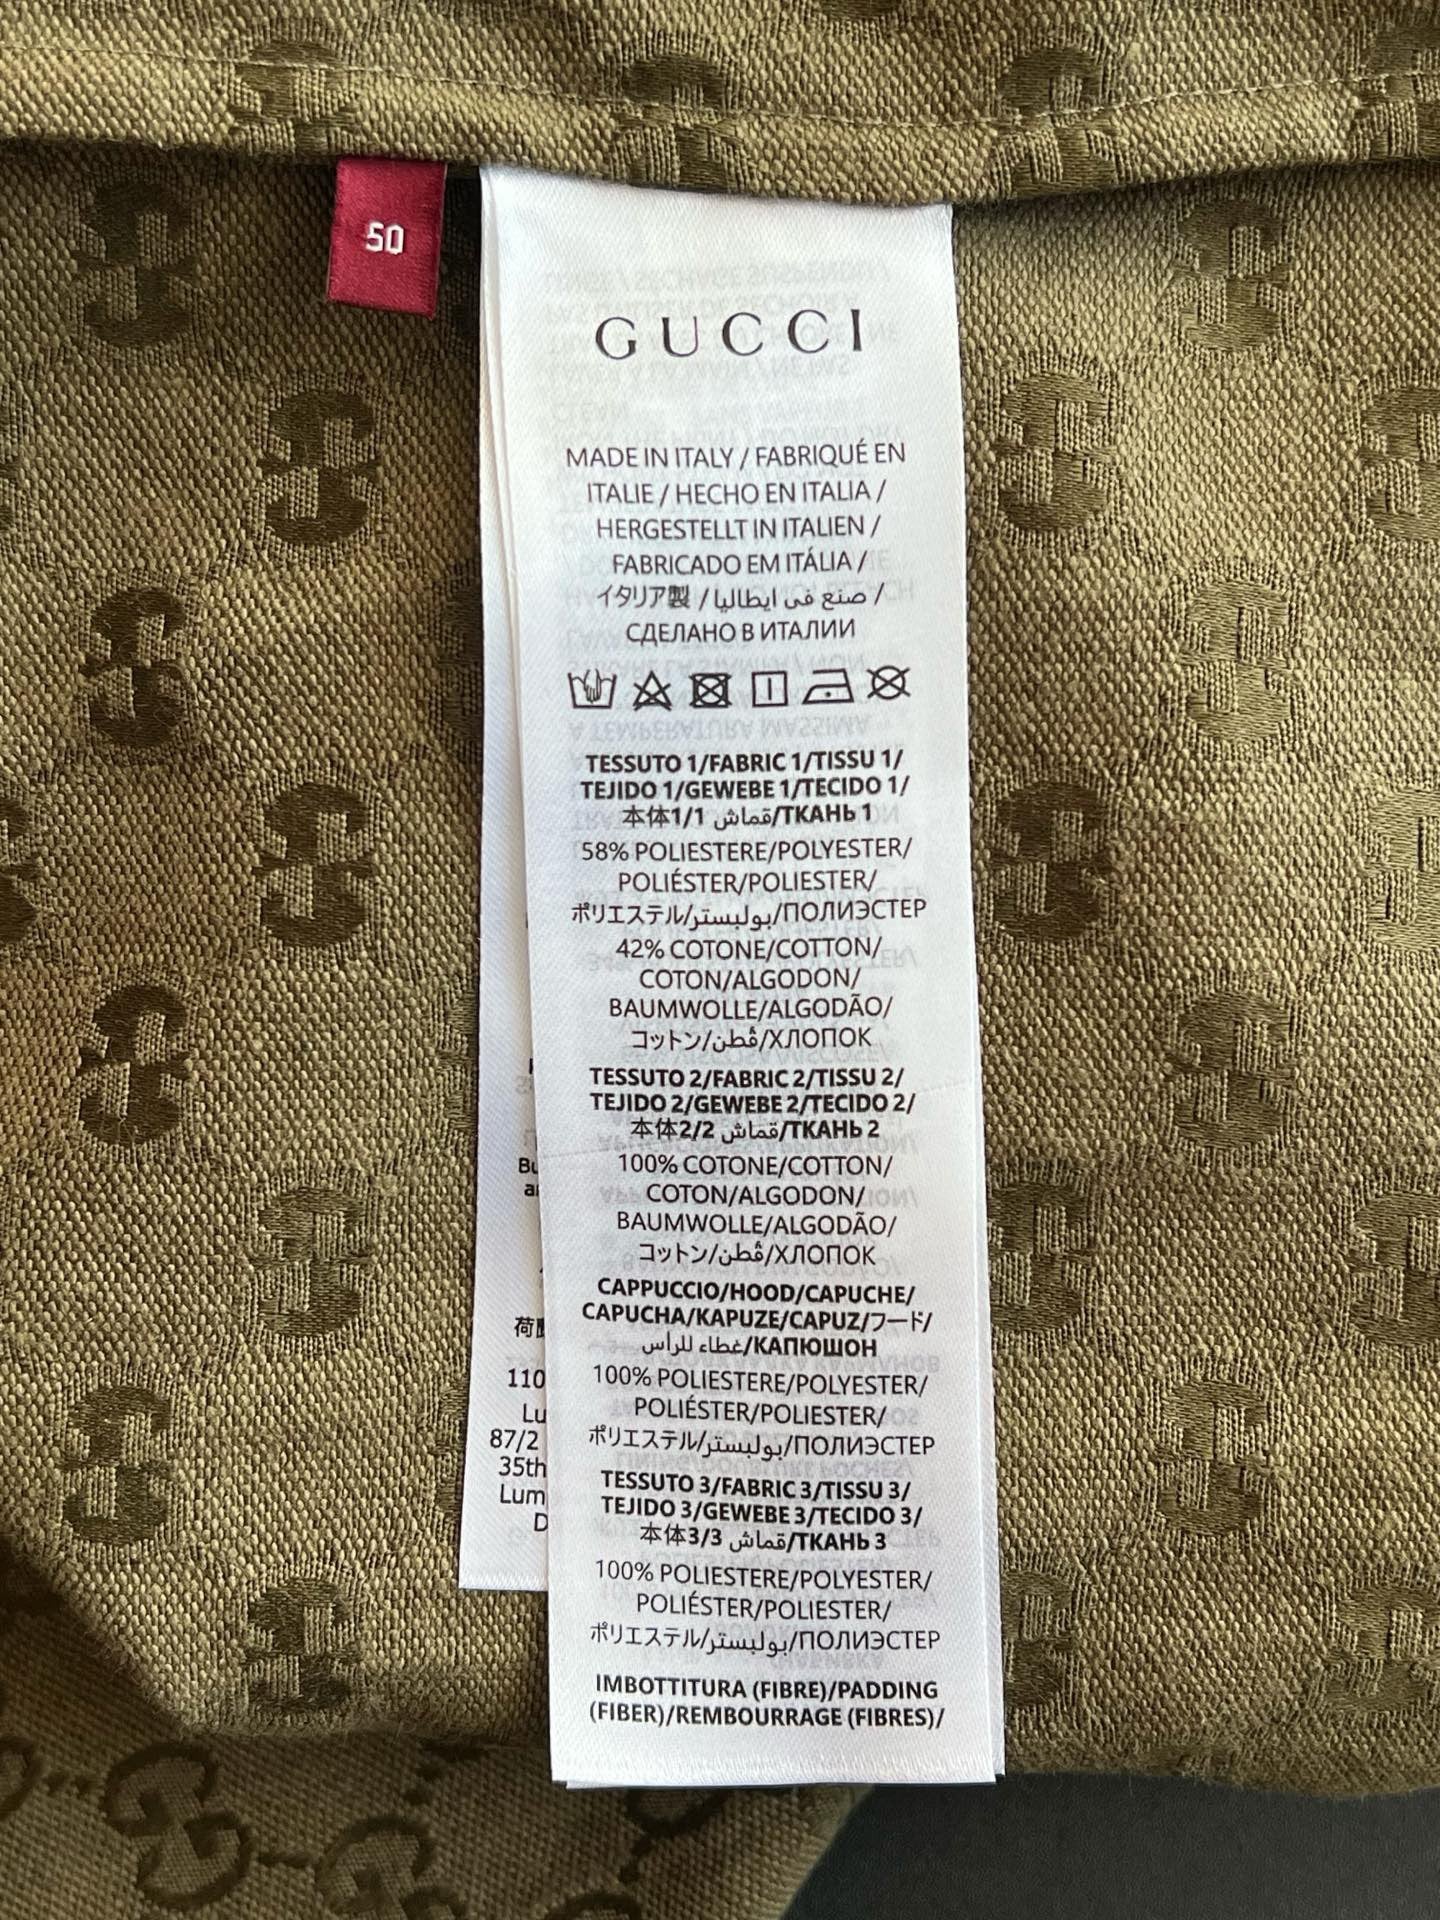 50
GUCCI
MADE IN ITALY / FABRIQUÉ EN
ITALIE / HECHO EN ITALIA /
HERGESTELLT IN ITALIEN /
FABRICADO EM ITÁLIA /
イタリア製 / صنع فى ايطاليا /
СДЕЛАНО В ИТАЛИИ
TESSUTO 1/FABRIC 1/TISSU 1/
TEJIDO 1/GEWEBE 1/TECIDO 1/
本体1/1 قماش/ТКАНЬ 1
58% POLIESTERE/POLYESTER/
POLIÉSTER/POLIESTER/
ポリエステル/بوليستر/ПОЛИЭСТЕР
42% COTONE/COTTON/
COTON/ALGODON/
BAUMWOLLE/ALGODÃO/
コットン/قُطن/ХЛОПОК
TESSUTO 2/FABRIC 2/TISSU 2/
TEJIDO 2/GEWEBE 2/TECIDO 2/
本体2/2 قماش/ТКАНЬ 2
100% COTONE/COTTON/
COTON/ALGODON/
BAUMWOLLE/ALGODÃO/
コットン/قُطن/ХЛОПОК
CAPPUCCIO/HOOD/CAPUCHE/
CAPUCHA/KAPUZE/CAPUZ/フード/
غطاء للرأس/КАПЮШОН
100% POLIESTERE/POLYESTER/
POLIÉSTER/POLIESTER/
ポリエステル/بوليستر/ПОЛИЭСТЕР
TESSUTO 3/FABRIC 3/TISSU 3/
TEJIDO 3/GEWEBE 3/TECIDO 3/
本体3/3 قماش/ТКАНЬ 3
100% POLIESTERE/POLYESTER/
POLIÉSTER/POLIESTER/
ポリエステル/بوليستر/ПОЛИЭСТЕР
IMBOTTITURA (FIBRE)/PADDING
(FIBER)/REMBOURRAGE (FIBRES)/
110
Lu
87/2
35th
Lum